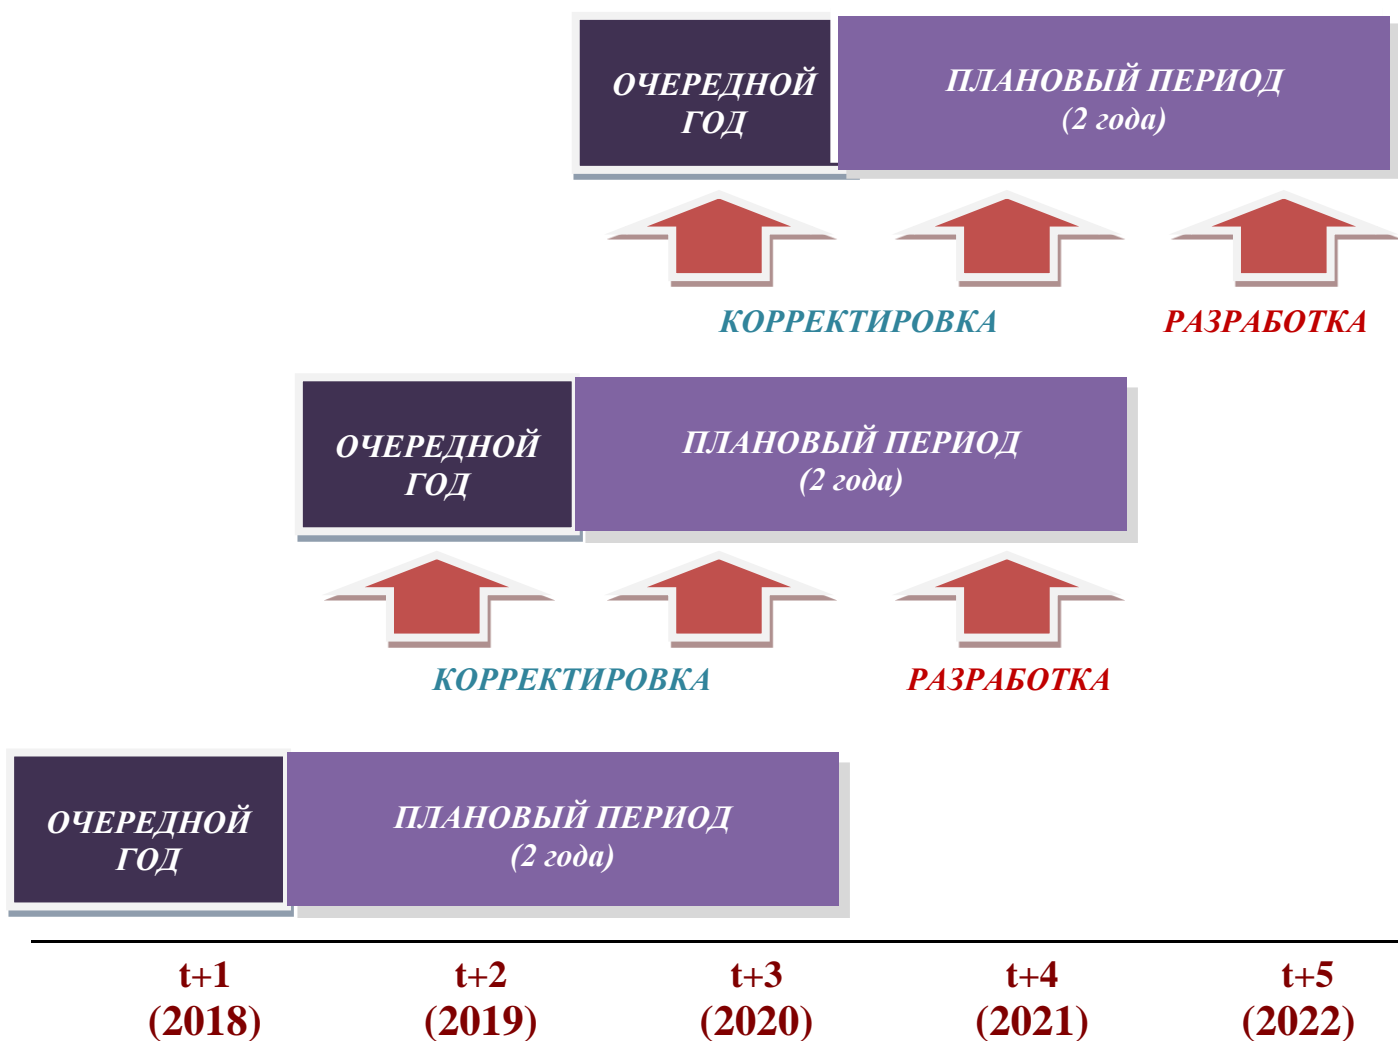 ОЧЕРЕДНОЙ
ГОД
ПЛАНОВЫЙ ПЕРИОД
(2 года)
КОРРЕКТИРОВКА
РАЗРАБОТКА
ОЧЕРЕДНОЙ
ГОД
ПЛАНОВЫЙ ПЕРИОД
(2 года)
КОРРЕКТИРОВКА
РАЗРАБОТКА
ОЧЕРЕДНОЙ
ГОД
ПЛАНОВЫЙ ПЕРИОД
(2 года)
t+1
(2018)
t+2
(2019)
t+3
(2020)
t+4
(2021)
t+5
(2022)